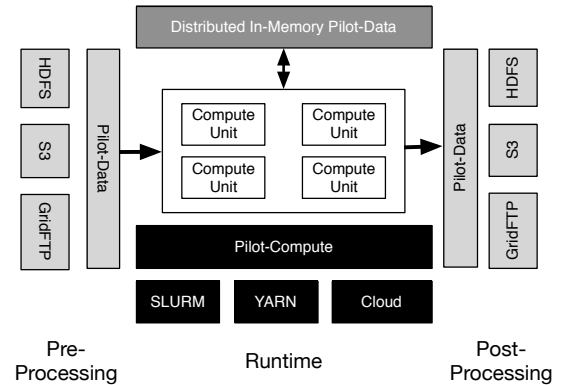 Distributed In-Memory Pilot-Data
HDFS
S3
GridFTP
Pilot-Data
Compute
Unit
Compute
Unit
Compute
Unit
Compute
Unit
Pilot-Data
HDFS
S3
GridFTP
Pilot-Compute
SLURM
YARN
Cloud
Pre-
Processing
Runtime
Post-
Processing